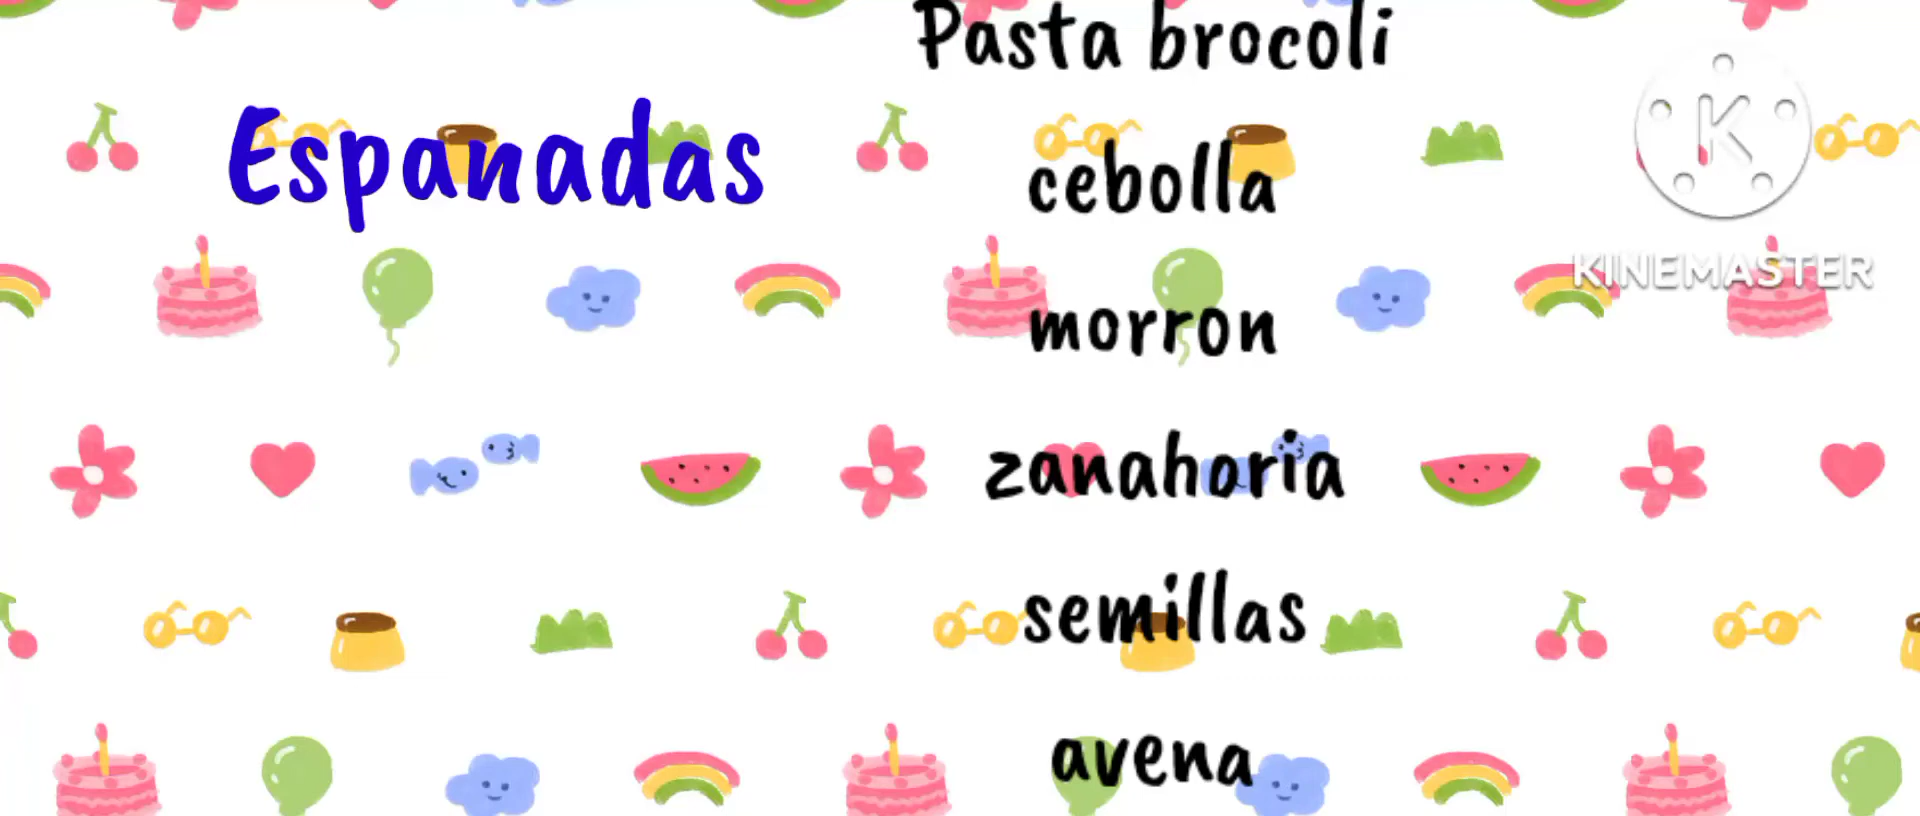 Pasta brocoli
Espanadas
cebolla
morron
zanahoria
semillas
avena
KINEMASTER